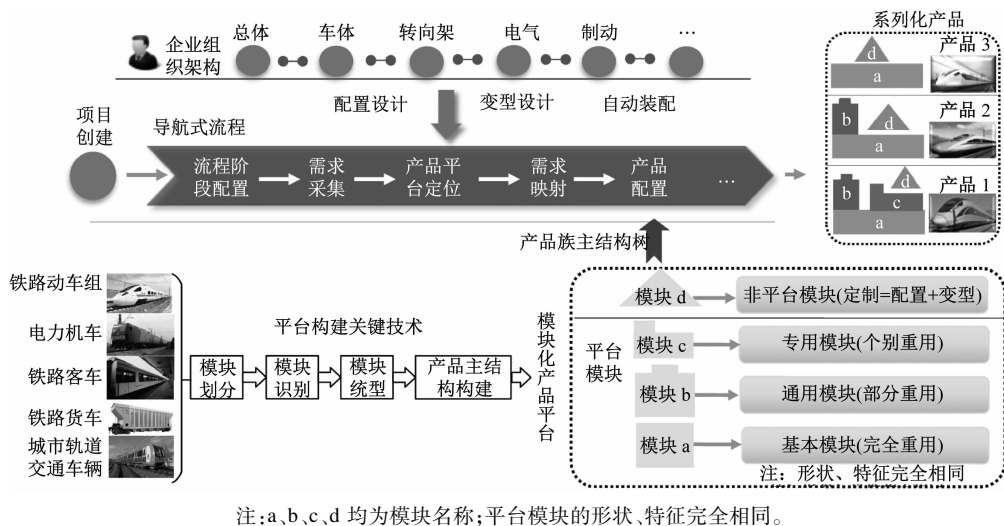 企业组
织架构
总体
车体
转向架
电气
制动
…
配置设计
变型设计
自动装配
项目
创建
导航式流程
流程阶
段配置
需求
采集
产品平
台定位
需求
映射
产品
配置
…
系列化产品
d
a
产品 3
b
d
a
产品 2
b
d
c
a
产品 1
产品族主结构树
铁路动车组
电力机车
铁路客车
铁路货车
城市轨道
交通车辆
平台构建关键技术
模块
划分
模块
识别
模块
统型
产品主结
构构建
模块化产品平台
模块 d
非平台模块(定制=配置+变型)
平台
模块
模块 c
专用模块(个别重用)
模块 b
通用模块(部分重用)
模块 a
基本模块(完全重用)
注：形状、特征完全相同
注:a、b、c、d 均为模块名称;平台模块的形状、特征完全相同。